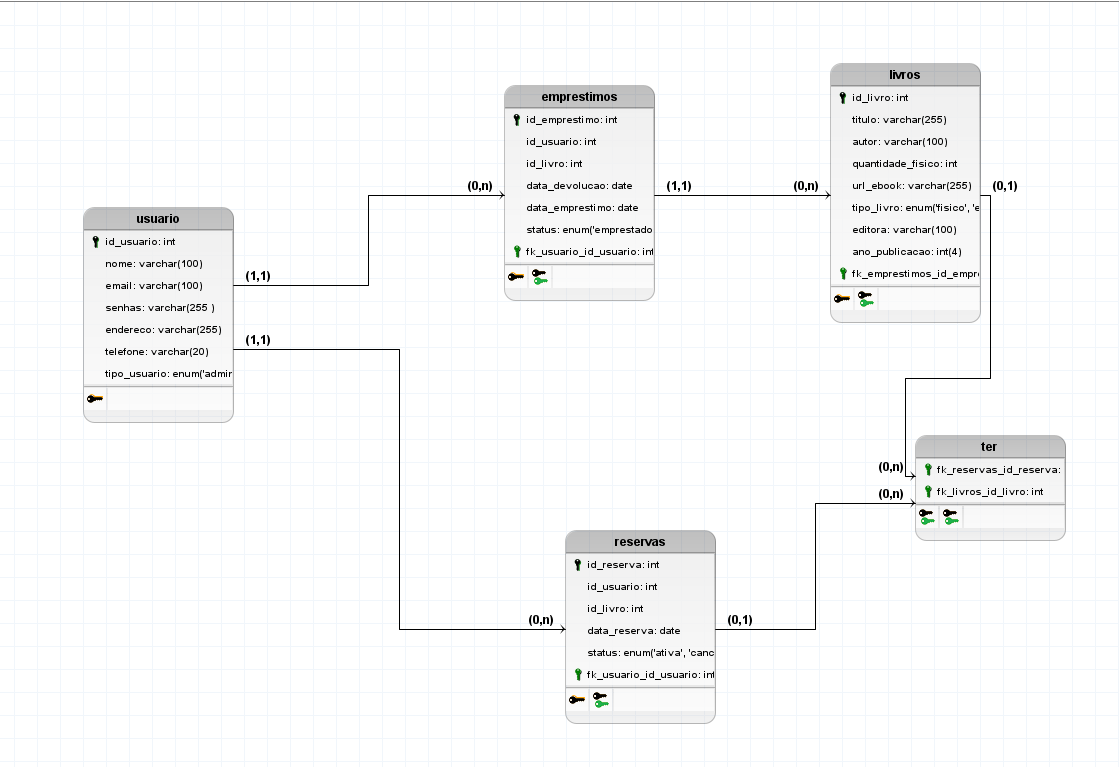 usuario
id_usuario: int
nome: varchar(100)
email: varchar(100)
senhas: varchar(255 )
endereco: varchar(255)
telefone: varchar(20)
tipo_usuario: enum('admir
(1,1)
(1,1)
emprestimos
id_emprestimo: int
id_usuario: int
id_livro: int
data_devolucao: date
data_emprestimo: date
status: enum('emprestado
fk_usuario_id_usuario: int
(0,n)
(1,1)
livros
id_livro: int
titulo: varchar(255)
autor: varchar(100)
quantidade_fisico: int
url_ebook: varchar(255)
tipo_livro: enum('fisico', 'e
editora: varchar(100)
ano_publicacao: int(4)
fk_emprestimos_id_empre
(0,n)
(0,1)
ter
fk_reservas_id_reserva:
fk_livros_id_livro: int
(0,n)
(0,n)
reservas
id_reserva: int
id_usuario: int
id_livro: int
data_reserva: date
status: enum('ativa', 'canc
fk_usuario_id_usuario: int
(0,n)
(0,1)